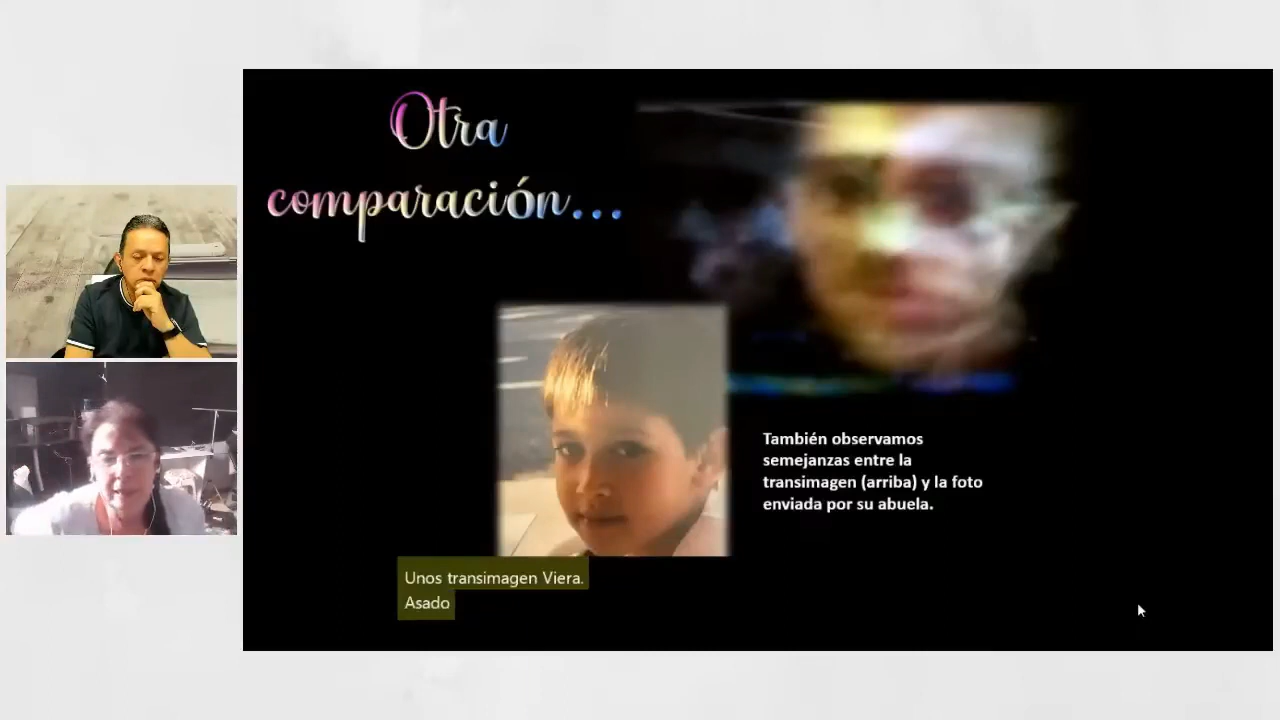 Otra
comparación...
También observamos
semejanzas entre la
transimagen (arriba) y la foto
enviada por su abuela.
Unos transimagen Viera.
Asado